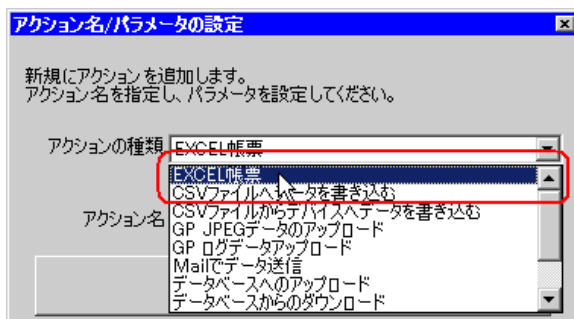 アクション名/パラメータの設定
新規にアクションを追加します。
アクション名を指定し、パラメータを設定してください。
アクションの種類 EXCEL帳票
EXCEL帳票
CSVファイルへデータを書き込む
アクション名 CSVファイルからデバイスへデータを書き込む
GP JPEGデータのアップロード
GP ログデータアップロード
Mailでデータ送信
データベースへのアップロード
データベースからのダウンロード